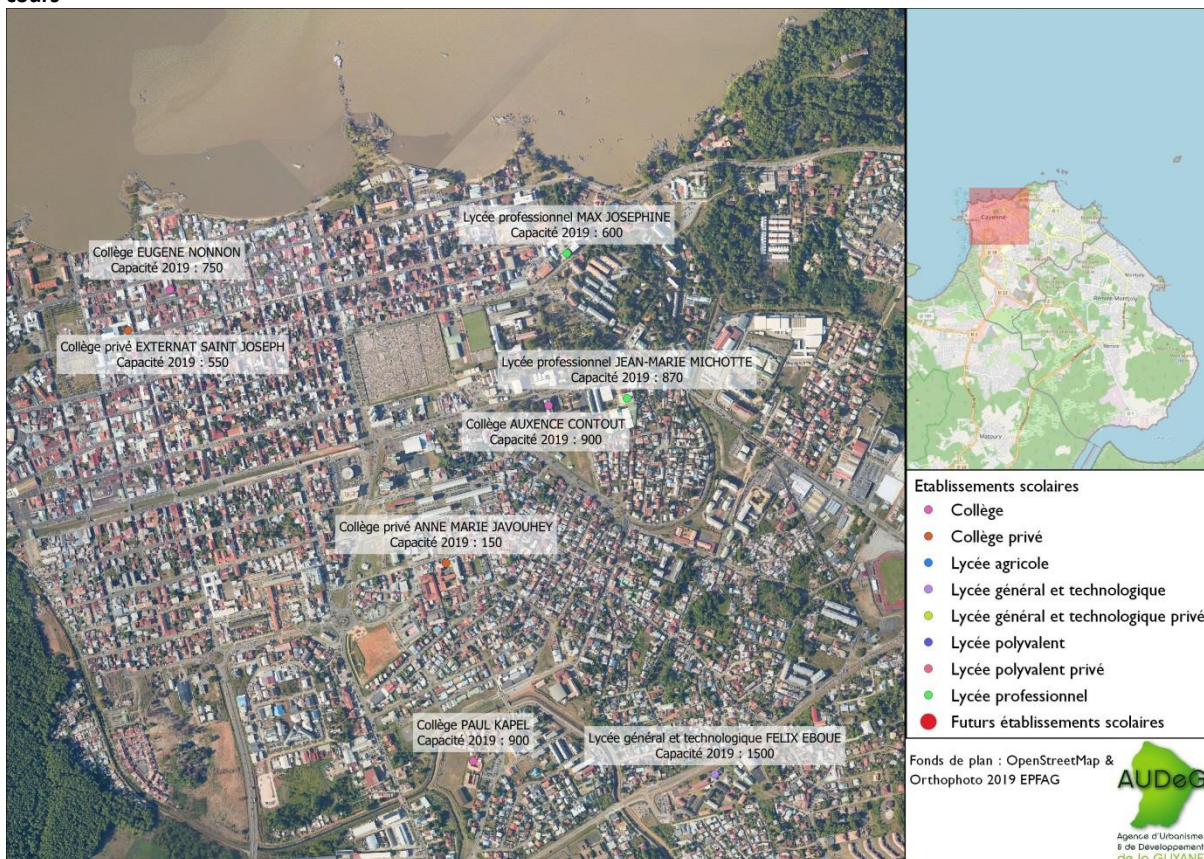 Lycée professionnel MAX JOSEPHINE
Capacité 2019 : 600
Collège EUGENE NONNON
Capacité 2019 : 750
Collège privé EXTERNAT SAINT JOSEPH
Capacité 2019 : 550
Lycée professionnel JEAN-MARIE MICHOTTE
Capacité 2019 : 870
Collège AUXENCE CONTOUT
Capacité 2019 : 900
Collège privé ANNE MARIE JAVOUHEY
Capacité 2019 : 150
Collège PAUL KAPEL
Capacité 2019 : 900
Lycée général et technologique FELIX EBOUE
Capacité 2019 : 1500
Cayenne
Rémire-Montjoly
Matoury
Etablissements scolaires
Collège
Collège privé
Lycée agricole
Lycée général et technologique
Lycée général et technologique privé
Lycée polyvalent
Lycée polyvalent privé
Lycée professionnel
Futurs établissements scolaires
Fonds de plan : OpenStreetMap &
Orthophoto 2019 EPFAG
AUDeG
Agence d'Urbanisme
& de Développement
de la GUYANE